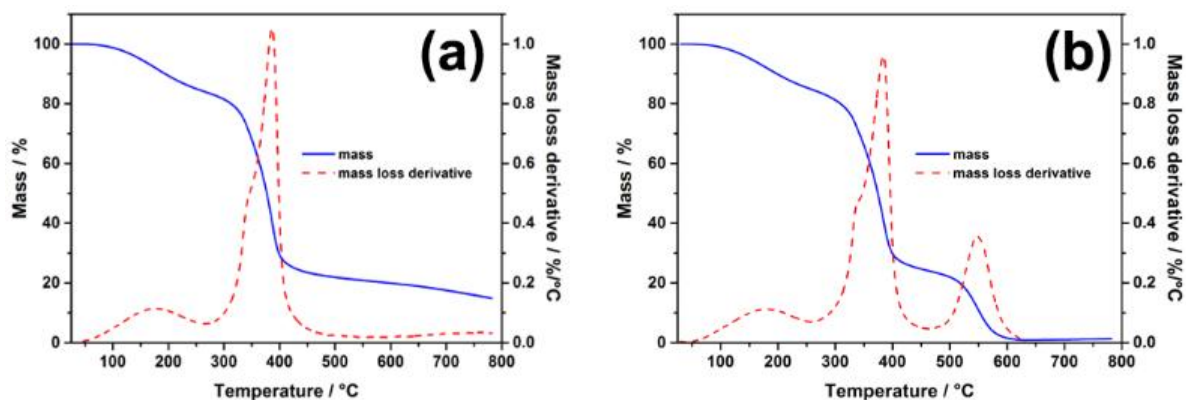 (a)
100
80
60
40
20
0
Mass / %
1.0
0.8
0.6
0.4
0.2
0.0
Mass loss derivative / %/°C
mass
mass loss derivative
100 200 300 400 500 600 700 800
Temperature / °C
(b)
100
80
60
40
20
0
Mass / %
1.0
0.8
0.6
0.4
0.2
0.0
Mass loss derivative / %/°C
mass
mass loss derivative
100 200 300 400 500 600 700 800
Temperature / °C